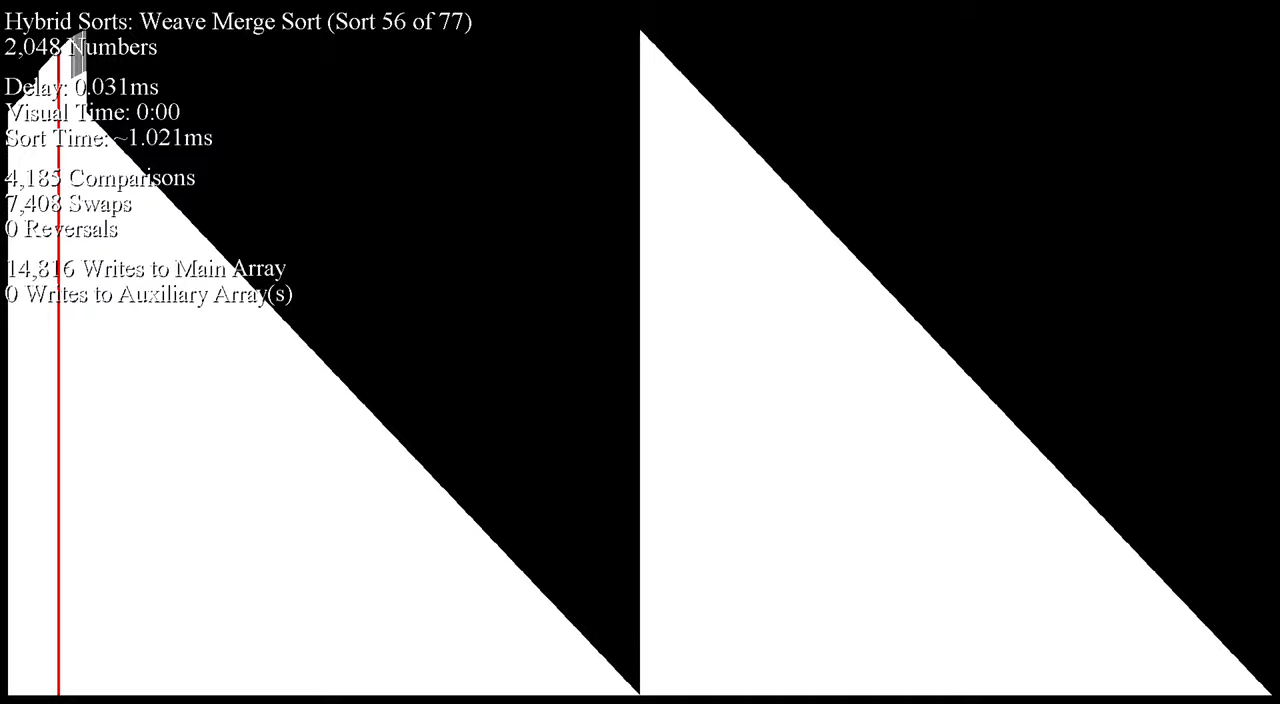 Hybrid Sorts: Weave Merge Sort (Sort 56 of 77)
2,048 Numbers
Delay: 0.031ms
Visual Time: 0:00
Sort Time: ~1.021ms
4,185 Comparisons
7,408 Swaps
0 Reversals
14,816 Writes to Main Array
0 Writes to Auxiliary Array(s)